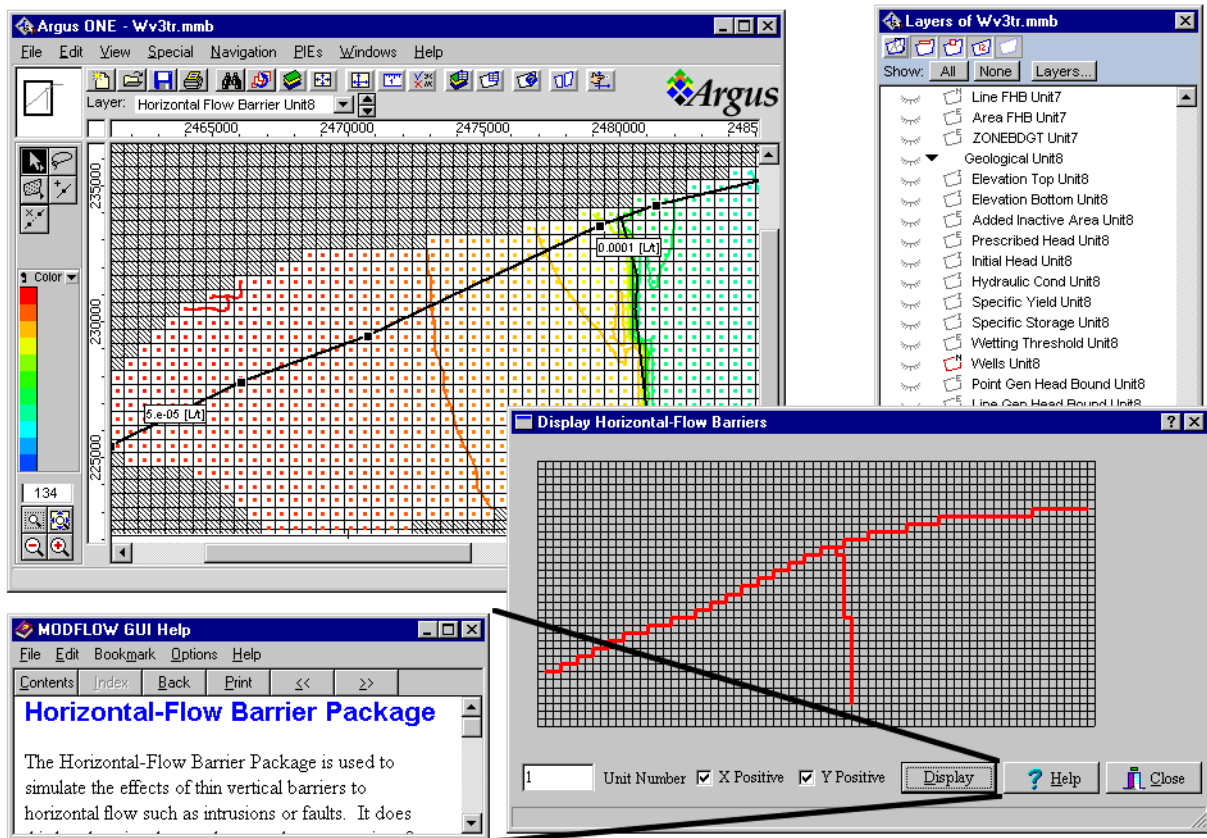 Argus ONE - Wv3tr.mmb
File Edit View Special Navigation PIEs Windows Help
Layer: Horizontal Flow Barrier Unit8
Argus
2465000 2470000 2475000 2480000 2485
235000
230000
225000
0.0001 [L/t]
5.e-05 [L/t]
Color
134
Layers of Wv3tr.mmb
Show: All None Layers...
Line FHB Unit7
Area FHB Unit7
ZONEBDGT Unit7
Geological Unit8
Elevation Top Unit8
Elevation Bottom Unit8
Added Inactive Area Unit8
Prescribed Head Unit8
Initial Head Unit8
Hydraulic Cond Unit8
Specific Yield Unit8
Specific Storage Unit8
Wetting Threshold Unit8
Wells Unit8
Point Gen Head Bound Unit8
Line Gen Head Bound Unit8
Display Horizontal-Flow Barriers
1 Unit Number X Positive Y Positive Display ? Help Close
MODFLOW GUI Help
File Edit Bookmark Options Help
Contents Index Back Print << >>
Horizontal-Flow Barrier Package
The Horizontal-Flow Barrier Package is used to
simulate the effects of thin vertical barriers to
horizontal flow such as intrusions or faults. It does